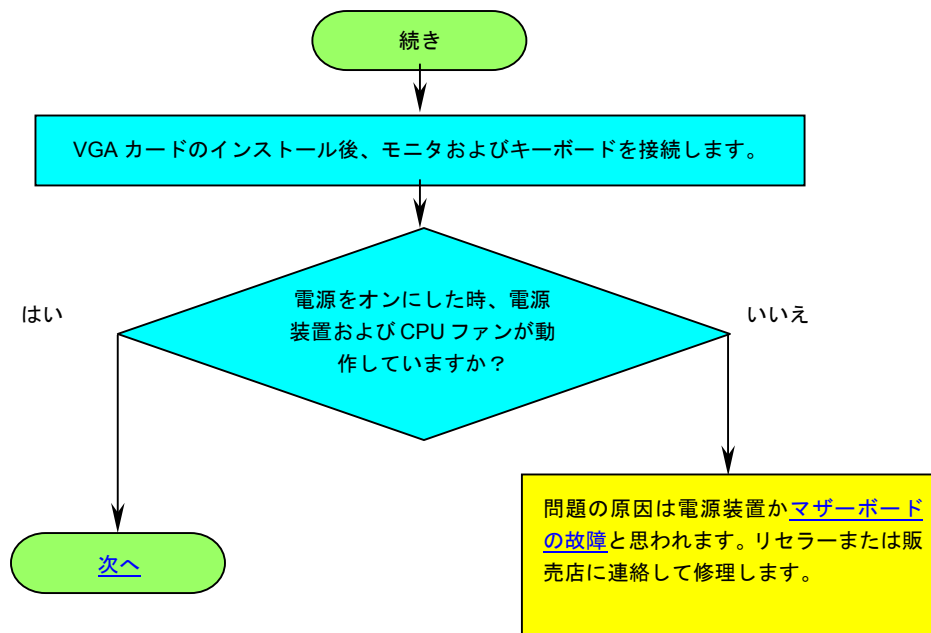 続き
VGA カードのインストール後、モニタおよびキーボードを接続します。
はい
電源をオンにした時、電源
装置および CPU ファンが動
作していますか？
いいえ
問題の原因は電源装置かマザーボード
の故障と思われます。リセラーまたは販
売店に連絡して修理します。
次へ